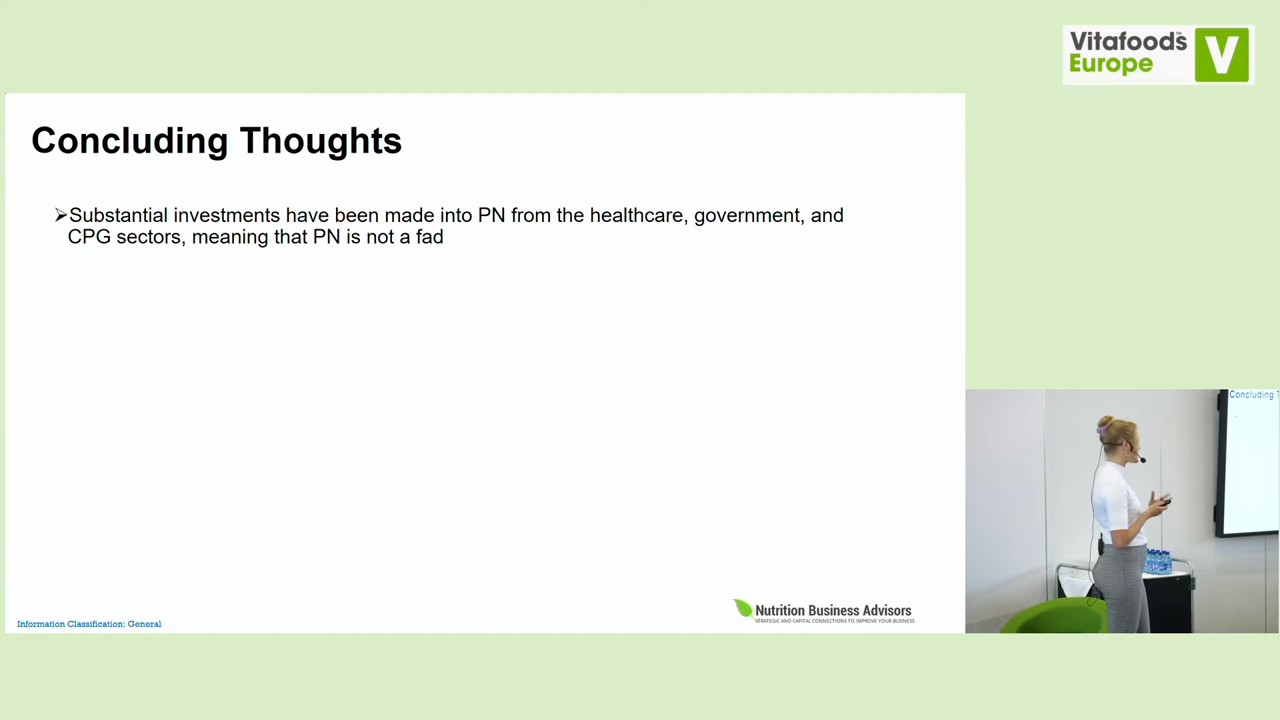 Vitafoods
Europe
V
Concluding Thoughts
➢Substantial investments have been made into PN from the healthcare, government, and
CPG sectors, meaning that PN is not a fad
Concluding T
Nutrition Business Advisors
STRATEGIC AND CAPITAL CONNECTIONS TO IMPROVE YOUR BUSINESS
Information Classification: General